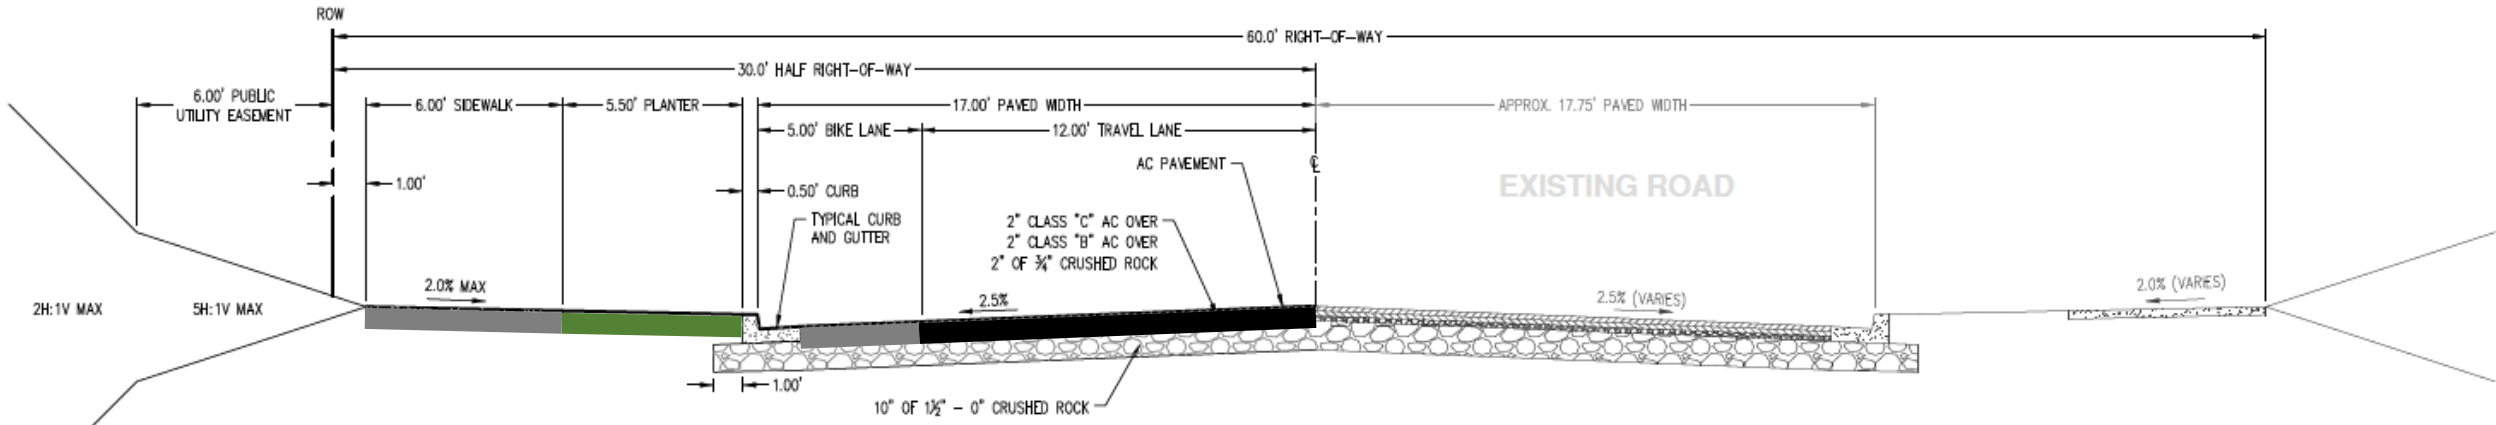 ROW
60.0' RIGHT-OF-WAY
30.0' HALF RIGHT-OF-WAY
6.00' PUBLIC
UTILITY EASEMENT
6.00' SIDEWALK
5.50' PLANTER
17.00' PAVED WIDTH
APPROX. 17.75' PAVED WIDTH
5.00' BIKE LANE
12.00' TRAVEL LANE
AC PAVEMENT
℄
1.00'
0.50' CURB
EXISTING ROAD
TYPICAL CURB
AND GUTTER
2" CLASS "C" AC OVER
2" CLASS "B" AC OVER
2" OF ¾" CRUSHED ROCK
2H:1V MAX
5H:1V MAX
2.0% MAX
2.5%
2.5% (VARIES)
2.0% (VARIES)
1.00'
10" OF 1½" - 0" CRUSHED ROCK